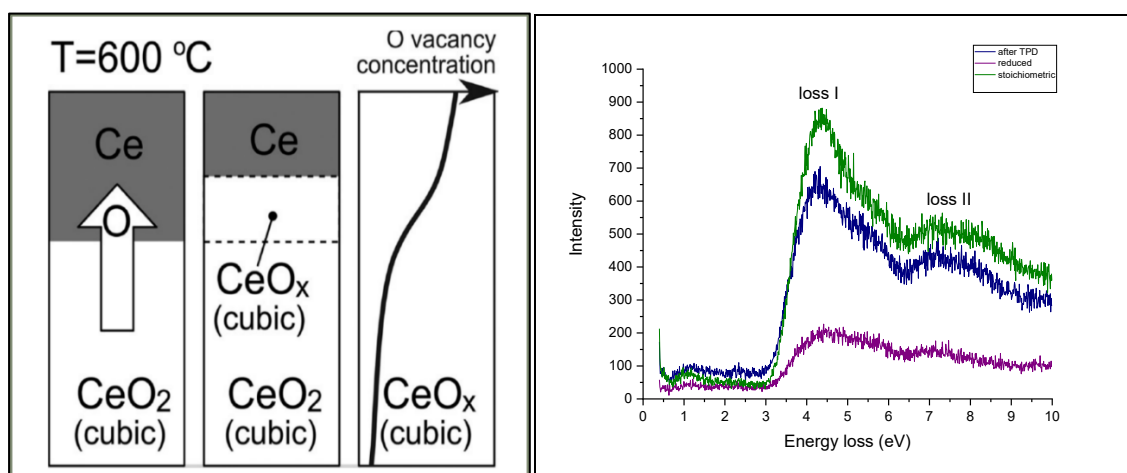 T=600 ºC
O vacancy
concentration
Ce
O
CeO2
(cubic)
Ce
CeOx
(cubic)
CeO2
(cubic)
CeOx
(cubic)
after TPD
reduced
stoichiometric
loss I
loss II
Intensity
1000
900
800
700
600
500
400
300
200
100
0
0 1 2 3 4 5 6 7 8 9 10
Energy loss (eV)